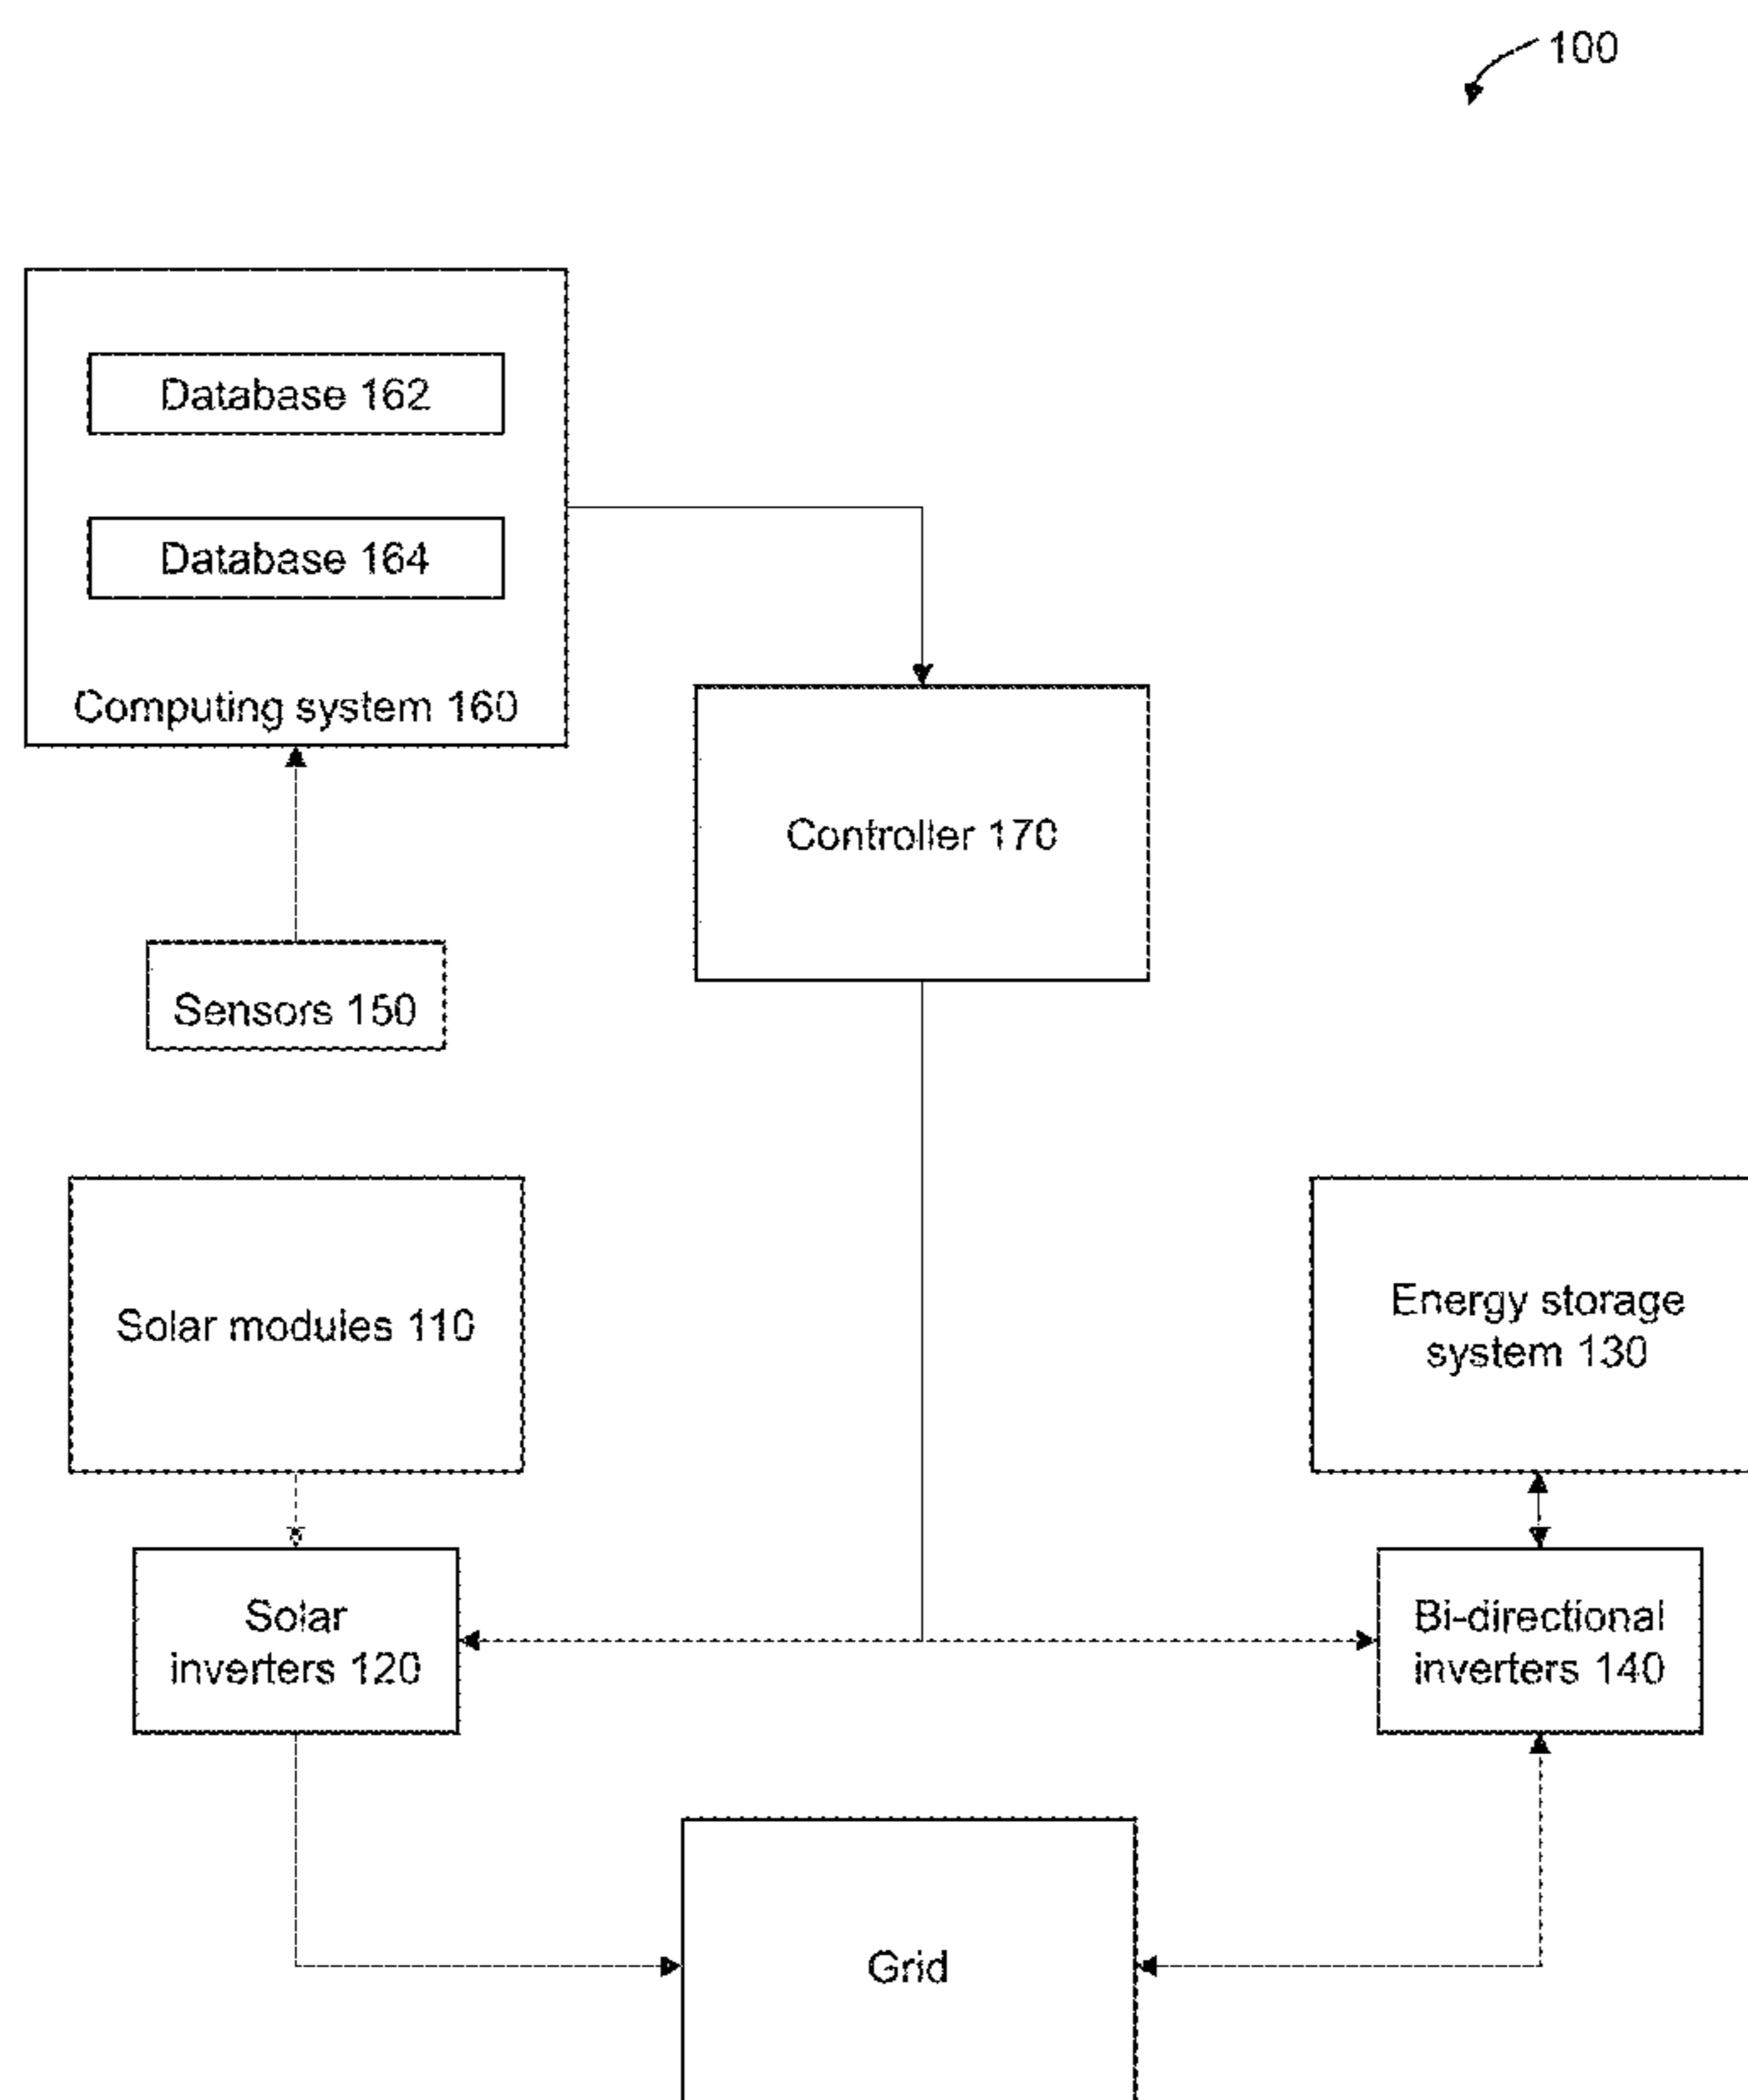 100
Database 162
Database 164
Computing system 160
Controller 170
Sensors 150
Solar modules 110
Energy storage
system 130
Solar
inverters 120
Bi-directional
inverters 140
Grid